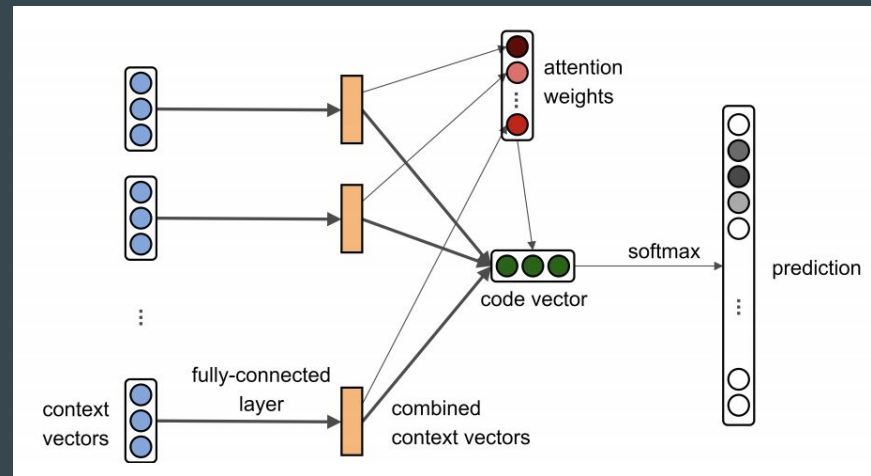 attention
weights
...
softmax
prediction
code vector
...
...
fully-connected
layer
context
vectors
combined
context vectors